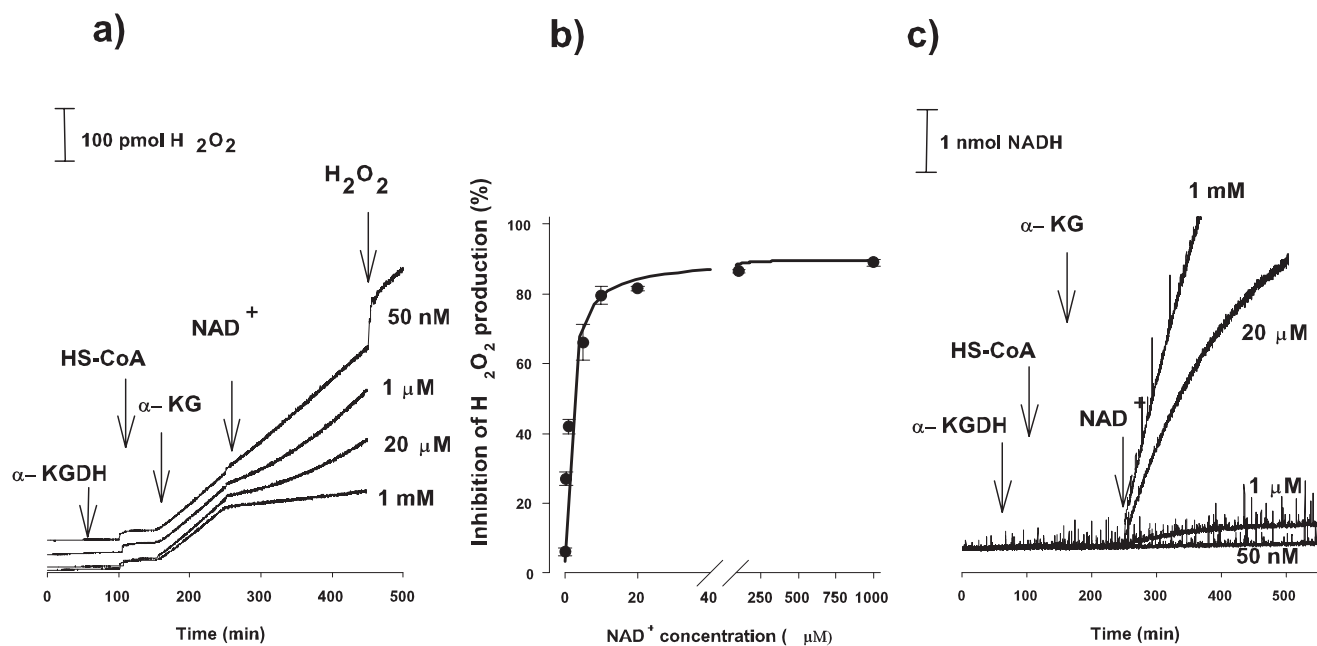 a)
100 pmol H 2O2
H2O2
50 nM
NAD+
HS-CoA
1 μM
α– KG
20 μM
α– KGDH
1 mM
0 100 200 300 400 500
Time (min)
b)
Inhibition of H 2O2 production (%)
100
80
60
40
20
0
0 20 40 250 500 750 1000
NAD+ concentration ( μM)
c)
1 nmol NADH
1 mM
α– KG
20 μM
HS-CoA
NAD+
α– KGDH
1 μM
50 nM
0 100 200 300 400 500
Time (min)